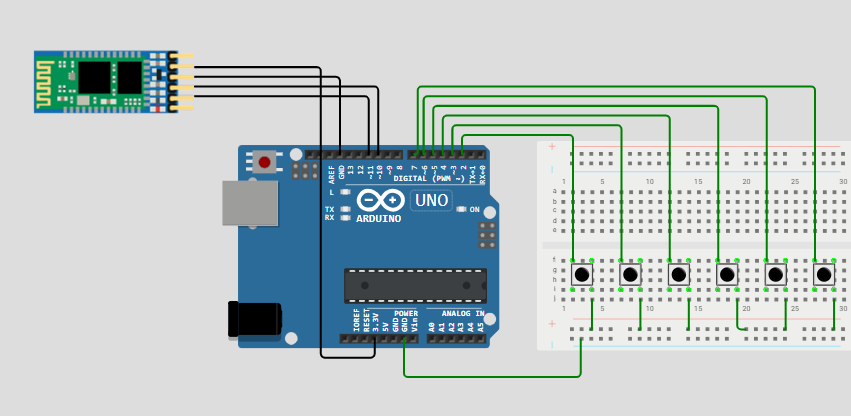 AREF
GND
13
12
~11
~10
~9
8
7
~6
~5
4
~3
2
TX→1
RX←0
DIGITAL (PWM ~)
L
TX
RX
UNO
ON
ARDUINO
IOREF
RESET
3.3V
5V
GND
GND
Vin
POWER
ANALOG IN
A0
A1
A2
A3
A4
A5
1 5 10 15 20 25 30
a
b
c
d
e
f
g
h
i
j
1 5 10 15 20 25 30